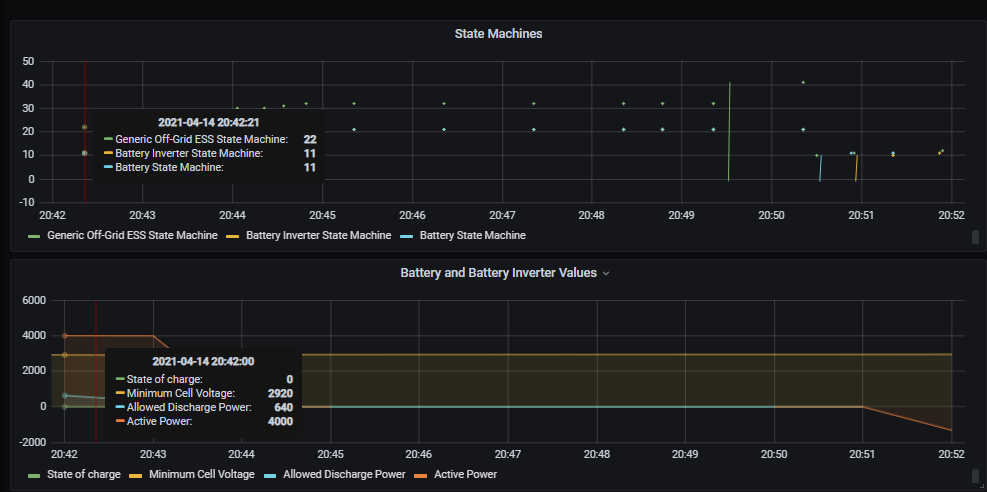 State Machines
50
40
30
20
10
0
-10
2021-04-14 20:42:21
Generic Off-Grid ESS State Machine: 22
Battery Inverter State Machine: 11
Battery State Machine: 11
20:42 20:43 20:44 20:45 20:46 20:47 20:48 20:49 20:50 20:51 20:52
Generic Off-Grid ESS State Machine Battery Inverter State Machine Battery State Machine
Battery and Battery Inverter Values
6000
4000
2000
0
-2000
2021-04-14 20:42:00
State of charge: 0
Minimum Cell Voltage: 2920
Allowed Discharge Power: 640
Active Power: 4000
20:42 20:43 20:44 20:45 20:46 20:47 20:48 20:49 20:50 20:51 20:52
State of charge Minimum Cell Voltage Allowed Discharge Power Active Power